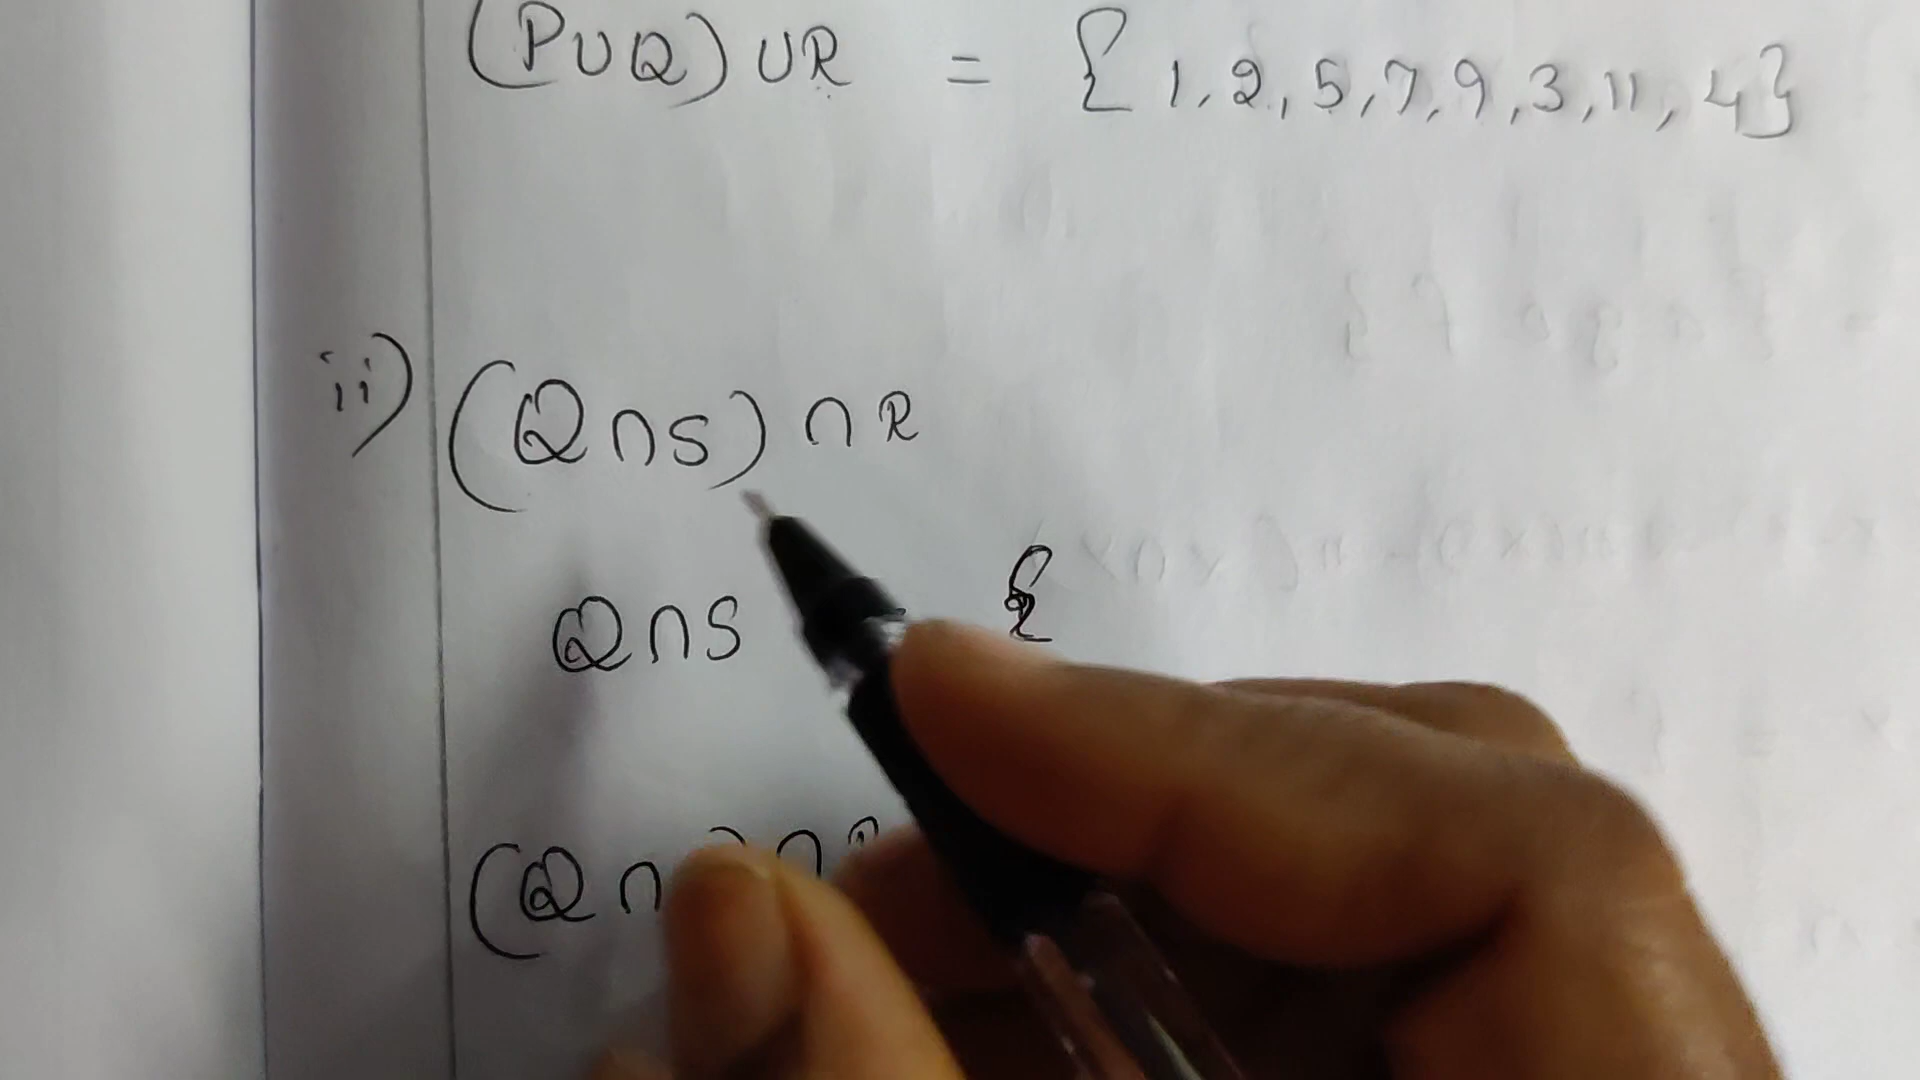 (P∪Q)∪R = {1,2,5,7,9,3,11,4}
ii) (Q∩S)∩R
Q∩S {
(Q∩ )∩R